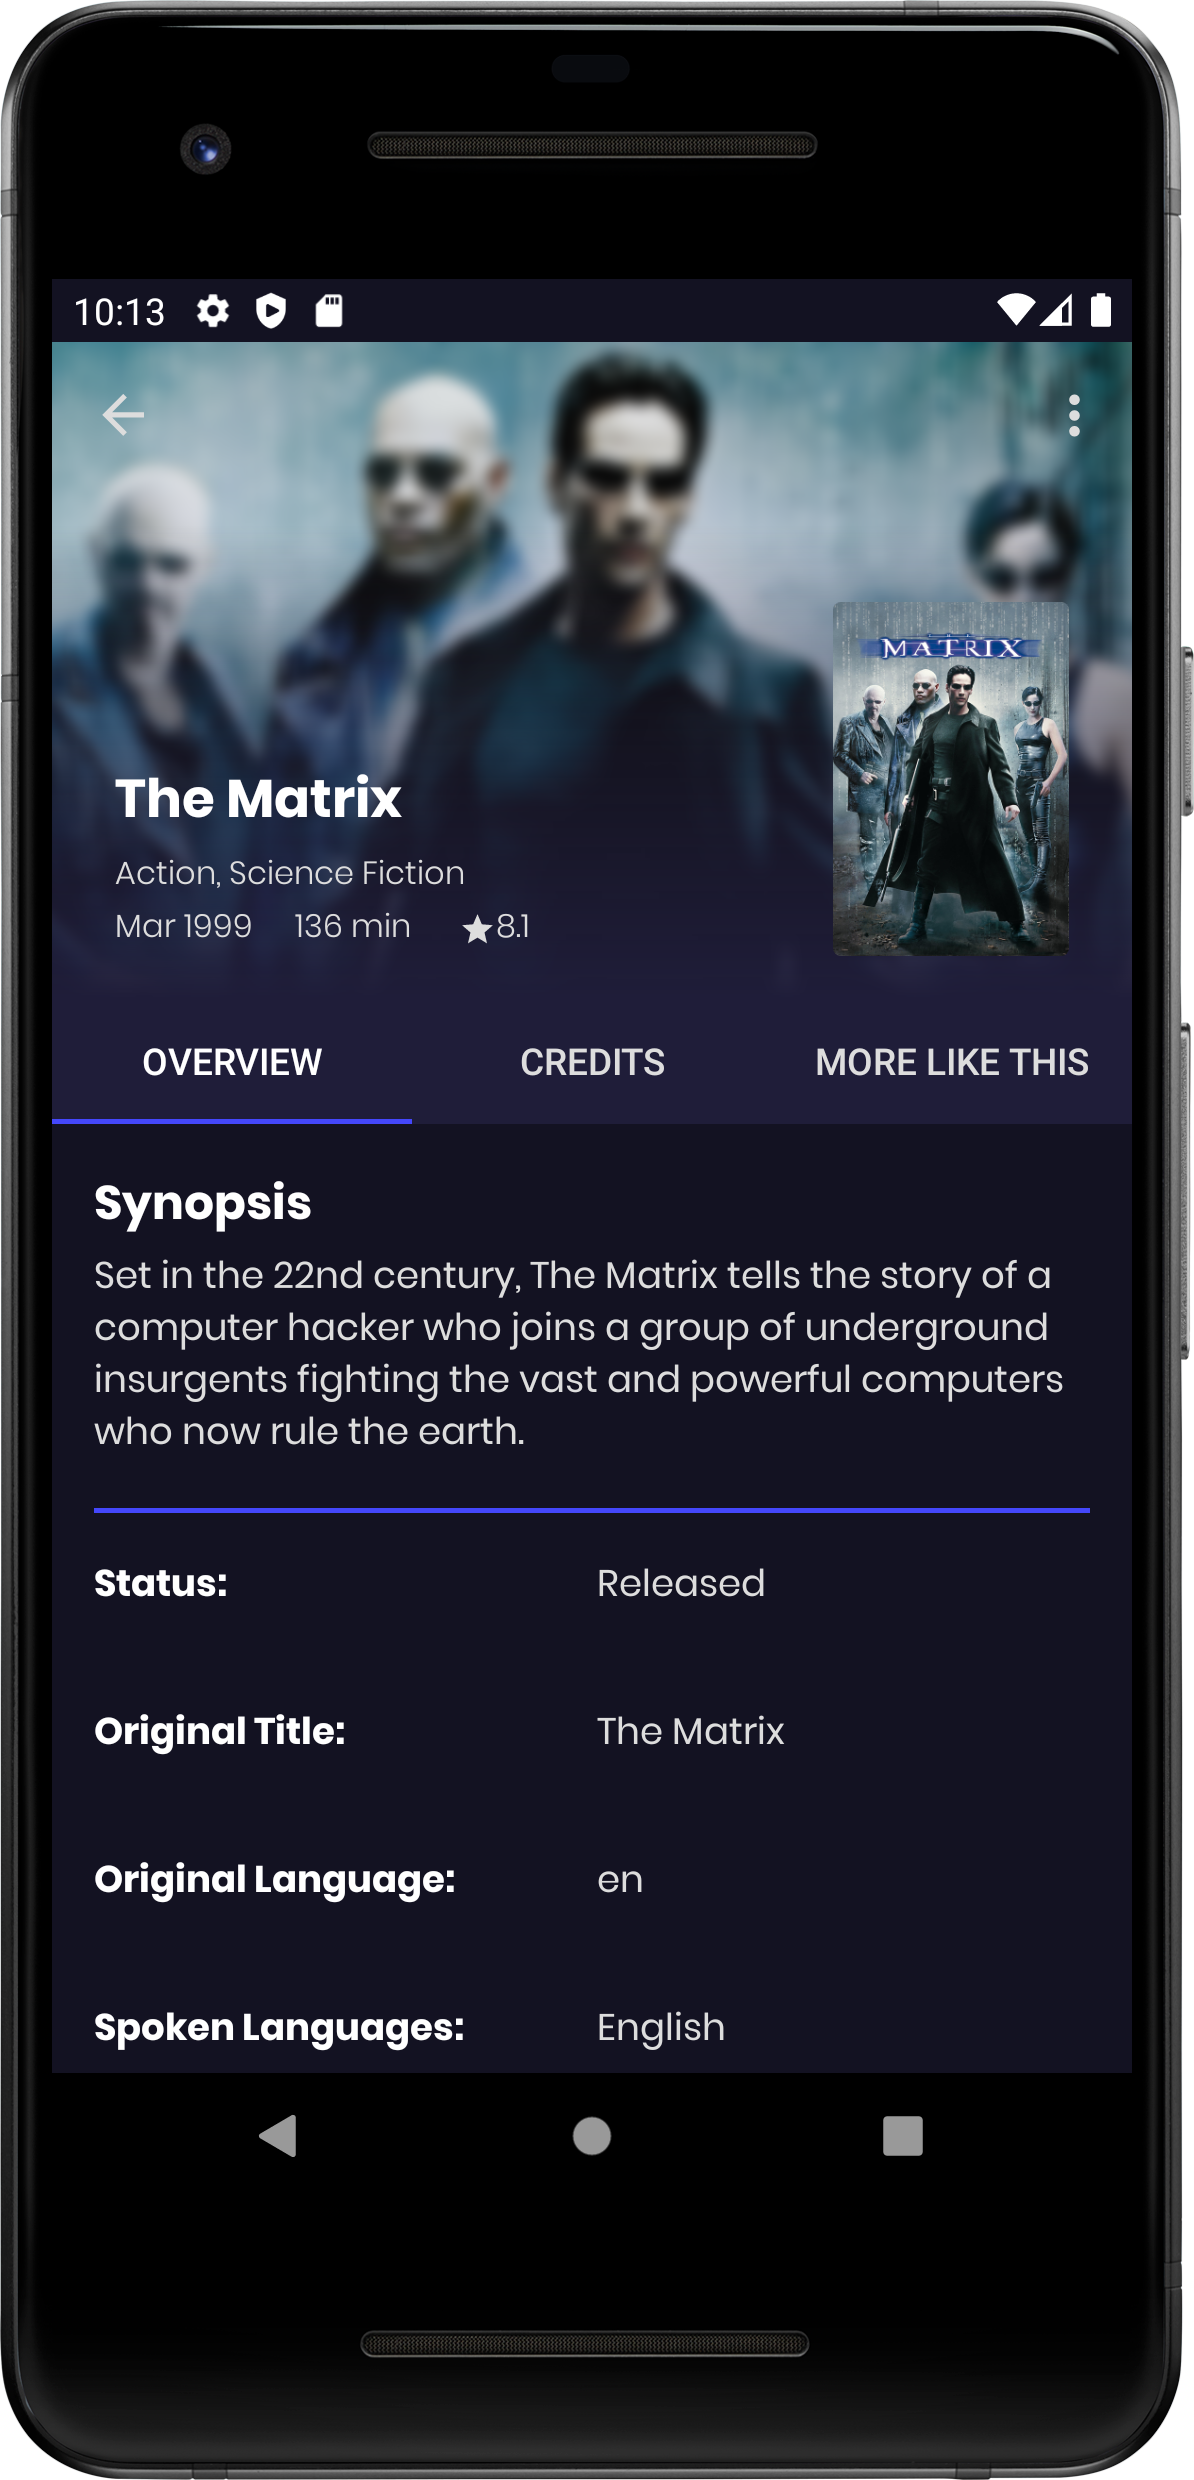 10:13
MATRIX
The Matrix
Action, Science Fiction
Mar 1999 136 min ★8.1
OVERVIEW CREDITS MORE LIKE THIS
Synopsis
Set in the 22nd century, The Matrix tells the story of a
computer hacker who joins a group of underground
insurgents fighting the vast and powerful computers
who now rule the earth.
Status: Released
Original Title: The Matrix
Original Language: en
Spoken Languages: English